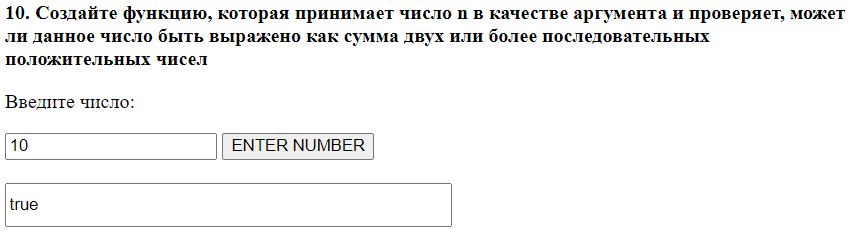 10. Создайте функцию, которая принимает число n в качестве аргумента и проверяет, может
ли данное число быть выражено как сумма двух или более последовательных
положительных чисел
Введите число:
10 ENTER NUMBER
true